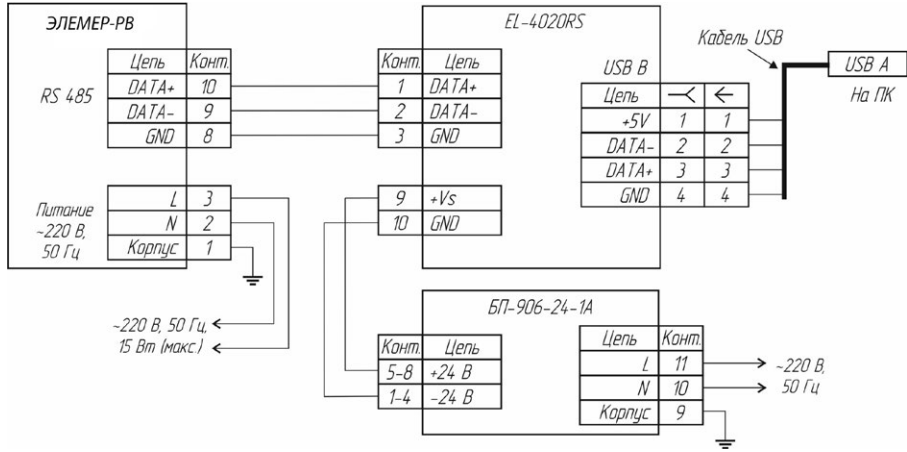 ЭЛЕМЕР-РВ
RS 485
Цепь Конт.
DATA+ 10
DATA- 9
GND 8
Питание
~220 В,
50 Гц
L 3
N 2
Корпус 1
~220 В, 50 Гц,
15 Вт (макс.)
EL-4020RS
Конт. Цепь
1 DATA+
2 DATA-
3 GND
9 +Vs
10 GND
USB B
Цепь
+5V 1 1
DATA- 2 2
DATA+ 3 3
GND 4 4
Кабель USB
USB A
На ПК
БП-906-24-1А
Конт. Цепь
5-8 +24 В
1-4 -24 В
Цепь Конт.
L 11
N 10
Корпус 9
~220 В,
50 Гц